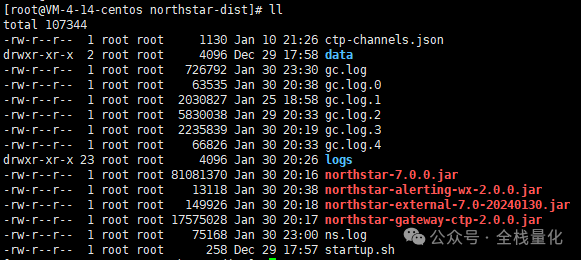 [root@VM-4-14-centos northstar-dist]# ll
total 107344
-rw-r--r-- 1 root root 1130 Jan 10 21:26 ctp-channels.json
drwxr-xr-x 2 root root 4096 Dec 29 17:58 data
-rw-r--r-- 1 root root 726792 Jan 30 23:30 gc.log
-rw-r--r-- 1 root root 63535 Jan 30 20:38 gc.log.0
-rw-r--r-- 1 root root 2030827 Jan 25 18:58 gc.log.1
-rw-r--r-- 1 root root 5830038 Jan 29 20:33 gc.log.2
-rw-r--r-- 1 root root 2235839 Jan 30 20:19 gc.log.3
-rw-r--r-- 1 root root 66826 Jan 30 20:33 gc.log.4
drwxr-xr-x 23 root root 4096 Jan 30 20:26 logs
-rw-r--r-- 1 root root 81081370 Jan 30 20:16 northstar-7.0.0.jar
-rw-r--r-- 1 root root 13118 Jan 30 20:38 northstar-alerting-wx-2.0.0.jar
-rw-r--r-- 1 root root 149926 Jan 30 20:18 northstar-external-7.0-20240130.jar
-rw-r--r-- 1 root root 17575028 Jan 30 20:17 northstar-gateway-ctp-2.0.0.jar
-rw-r--r-- 1 root root 75168 Jan 30 23:00 ns.log
-rw-r--r-- 1 root root 258 Dec 29 17:57 startup.sh
公众号 · 全栈量化